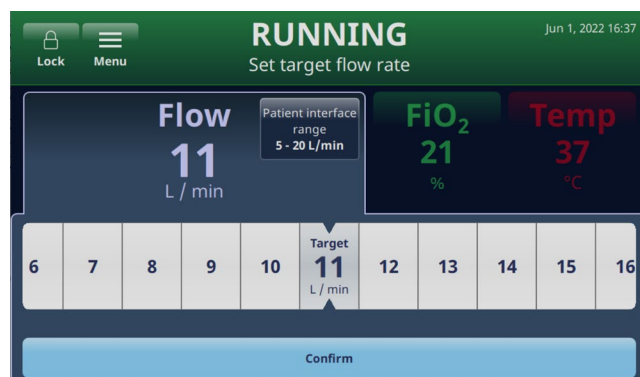 Lock
Menu
RUNNING
Set target flow rate
Jun 1, 2022 16:37
Flow
11
L / min
Patient interface
range
5 - 20 L/min
FiO₂
21
%
Temp
37
°C
6 7 8 9 10 Target 11 L / min 12 13 14 15 16
Confirm